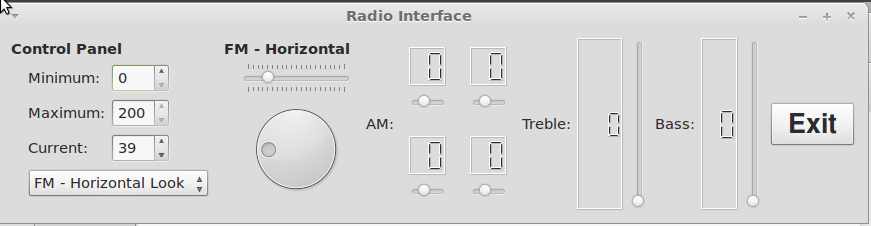 Radio Interface
Control Panel
Minimum: 0
Maximum: 200
Current: 39
FM - Horizontal Look
FM - Horizontal
AM:
0 0
0 0
Treble: 0
Bass: 0
Exit